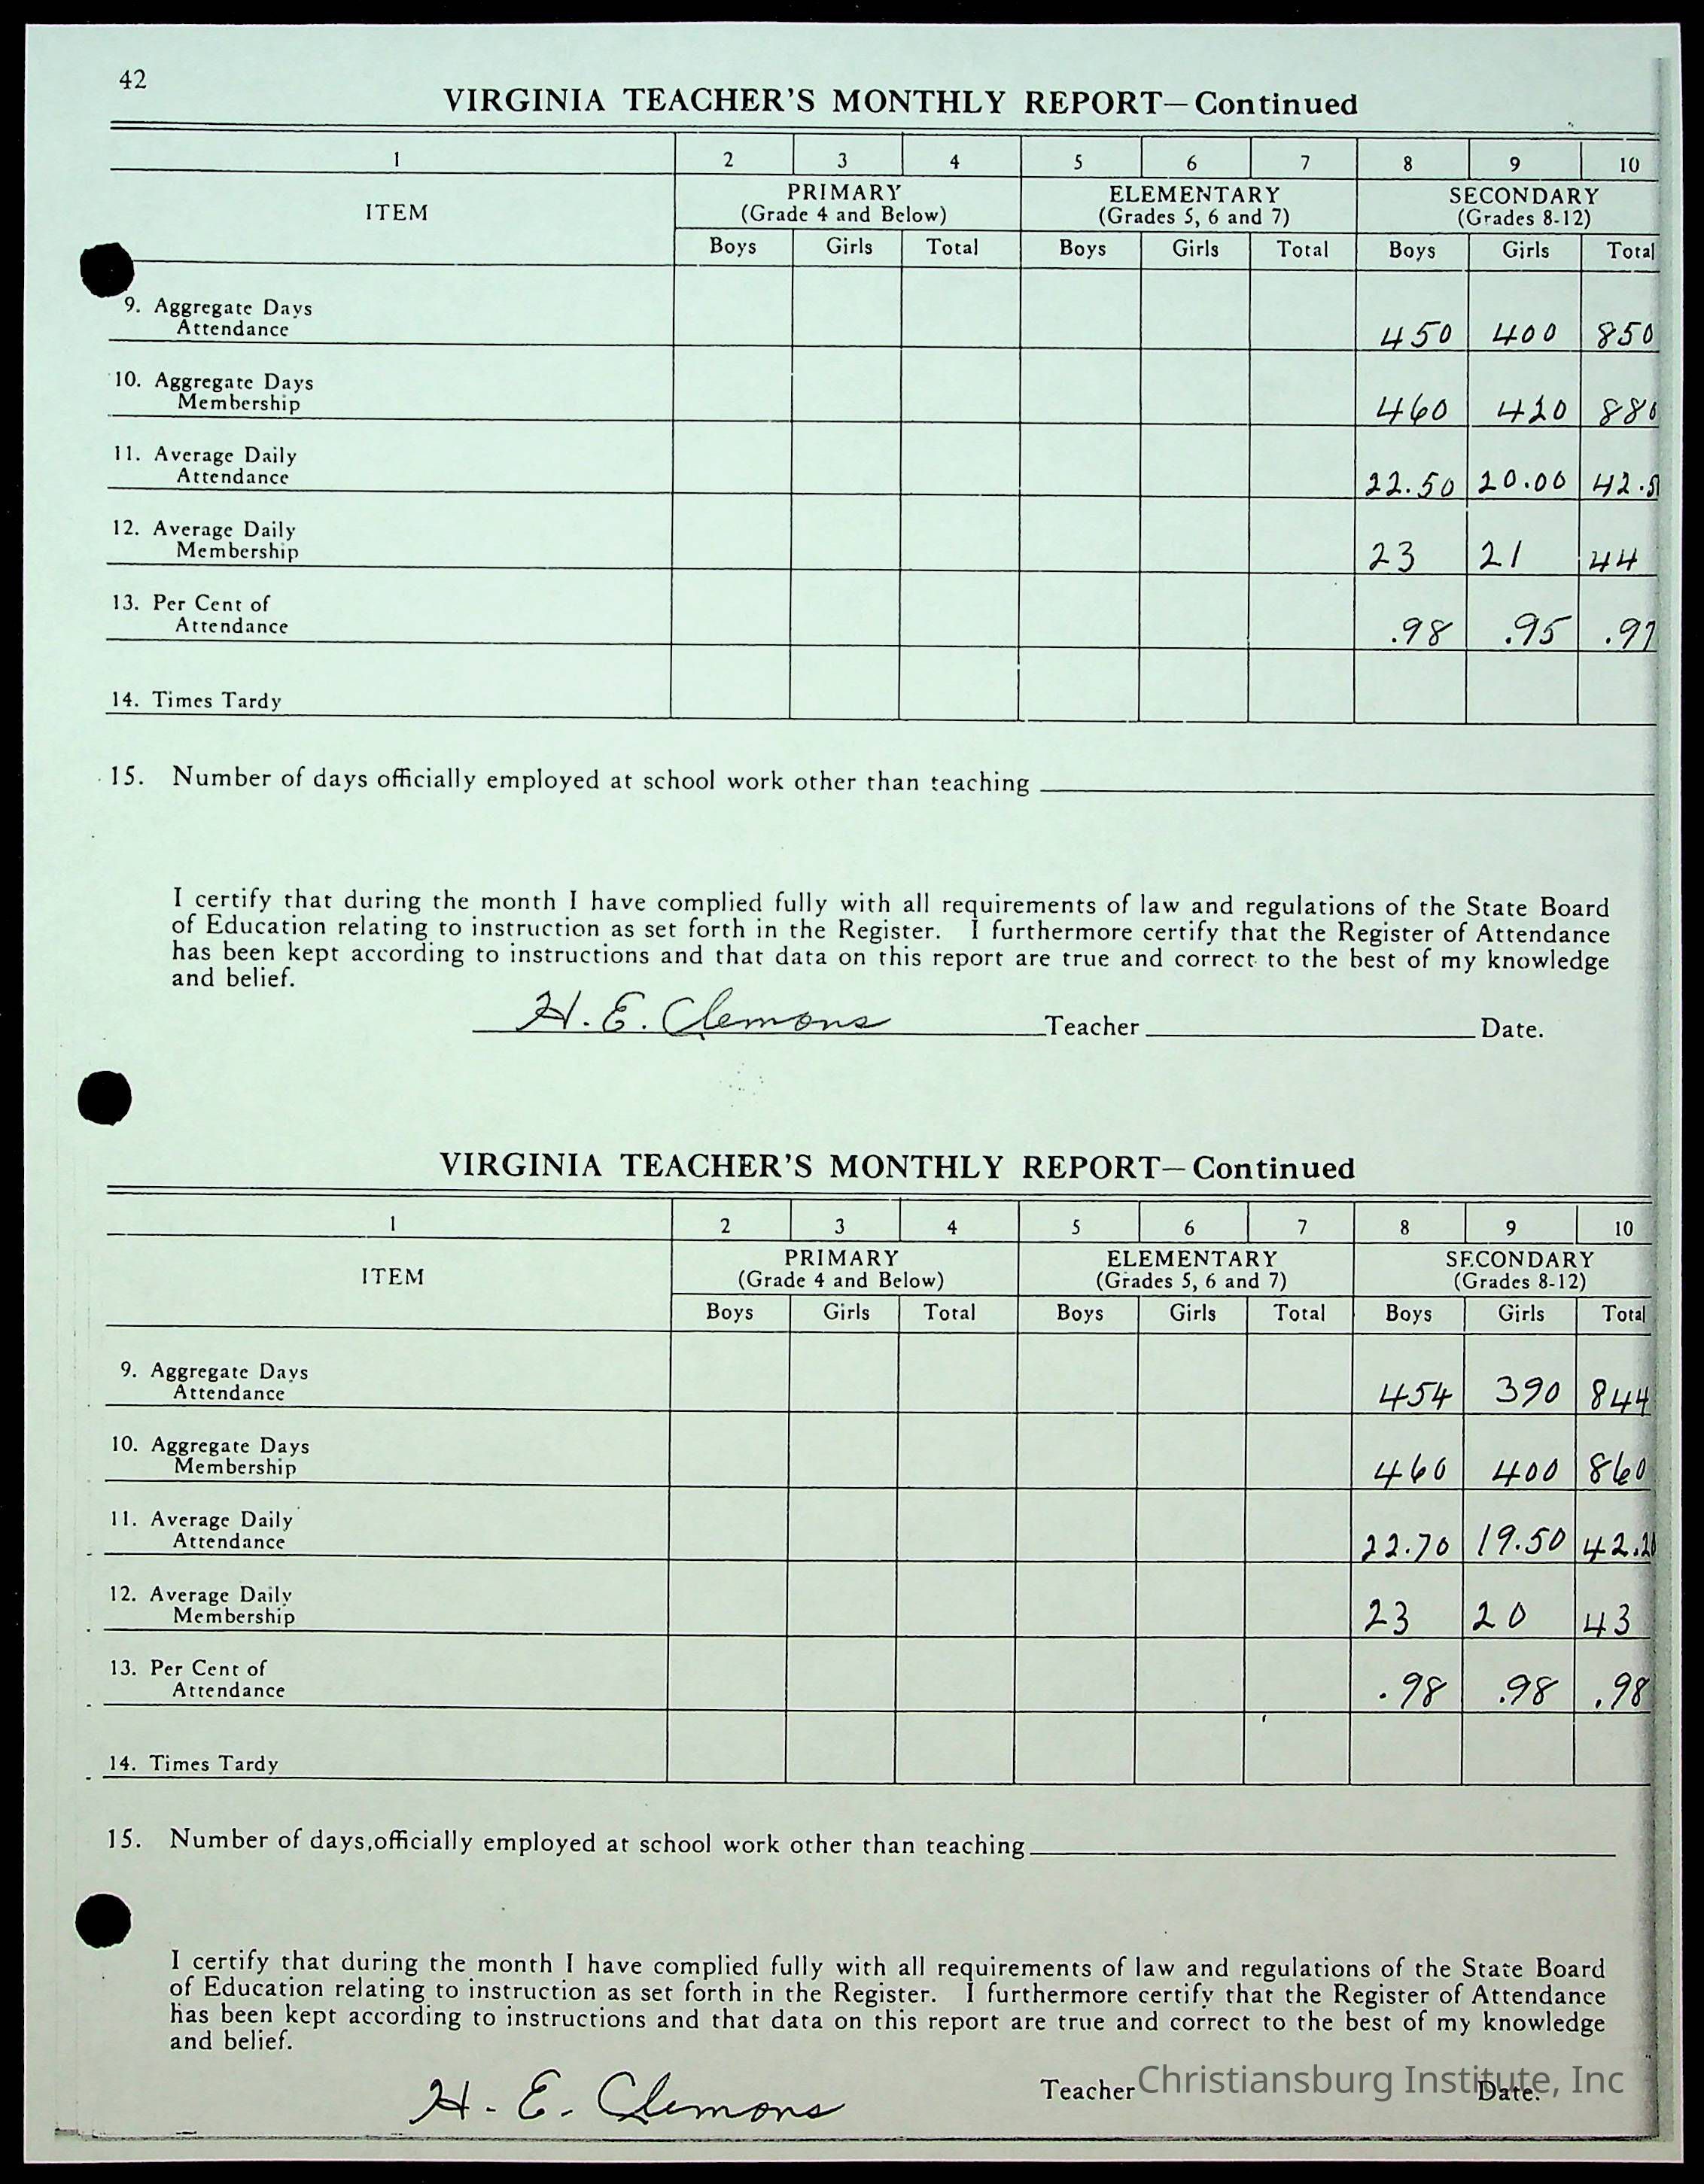 42
VIRGINIA TEACHER'S MONTHLY REPORT—Continued
1 2 3 4 5 6 7 8 9 10
ITEM
PRIMARY ELEMENTARY SECONDARY
(Grade 4 and Below) (Grades 5, 6 and 7) (Grades 8-12)
Boys Girls Total Boys Girls Total Boys Girls Total
9. Aggregate Days
Attendance 450 400 850
10. Aggregate Days
Membership 460 420 880
11. Average Daily
Attendance 22.50 20.00 42.5
12. Average Daily
Membership 23 21 44
13. Per Cent of
Attendance .98 .95 .97
14. Times Tardy
15. Number of days officially employed at school work other than teaching
I certify that during the month I have complied fully with all requirements of law and regulations of the State Board
of Education relating to instruction as set forth in the Register. I furthermore certify that the Register of Attendance
has been kept according to instructions and that data on this report are true and correct to the best of my knowledge
and belief.
H. E. Clemons Teacher Date.
VIRGINIA TEACHER'S MONTHLY REPORT—Continued
1 2 3 4 5 6 7 8 9 10
ITEM
PRIMARY ELEMENTARY SECONDARY
(Grade 4 and Below) (Grades 5, 6 and 7) (Grades 8-12)
Boys Girls Total Boys Girls Total Boys Girls Total
9. Aggregate Days
Attendance 454 390 844
10. Aggregate Days
Membership 460 400 860
11. Average Daily
Attendance 22.70 19.50 42.20
12. Average Daily
Membership 23 20 43
13. Per Cent of
Attendance .98 .98 .98
14. Times Tardy
15. Number of days, officially employed at school work other than teaching
I certify that during the month I have complied fully with all requirements of law and regulations of the State Board
of Education relating to instruction as set forth in the Register. I furthermore certify that the Register of Attendance
has been kept according to instructions and that data on this report are true and correct to the best of my knowledge
and belief.
H. E. Clemons Teacher Date.
Christiansburg Institute, Inc